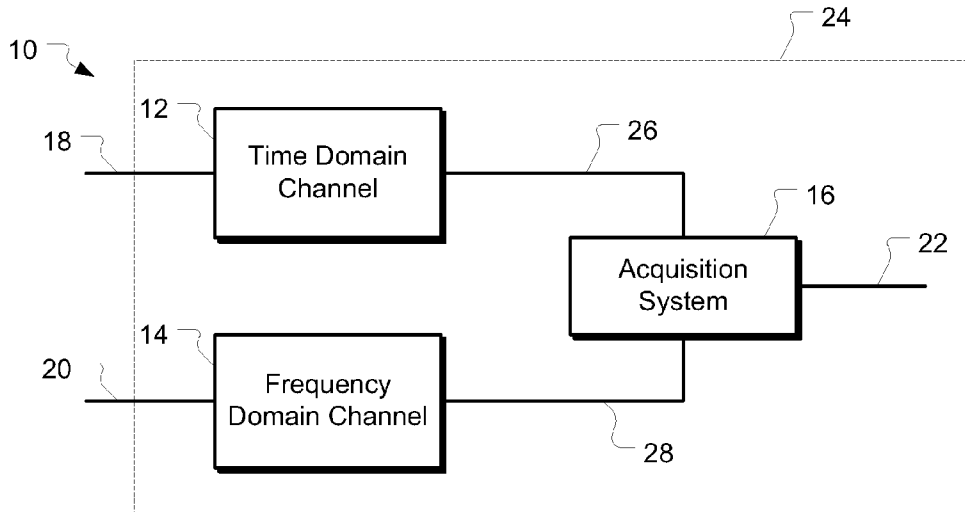 24
10
12
18
Time Domain
Channel
26
16
Acquisition
System
22
14
20
Frequency
Domain Channel
28